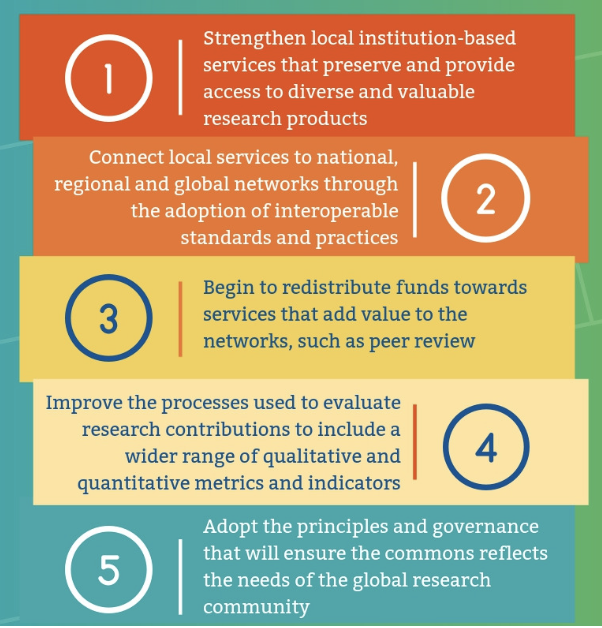 1
Strengthen local institution-based
services that preserve and provide
access to diverse and valuable
research products
Connect local services to national,
regional and global networks through
the adoption of interoperable
standards and practices
2
3
Begin to redistribute funds towards
services that add value to the
networks, such as peer review
Improve the processes used to evaluate
research contributions to include a
wider range of qualitative and
quantitative metrics and indicators
4
5
Adopt the principles and governance
that will ensure the commons reflects
the needs of the global research
community